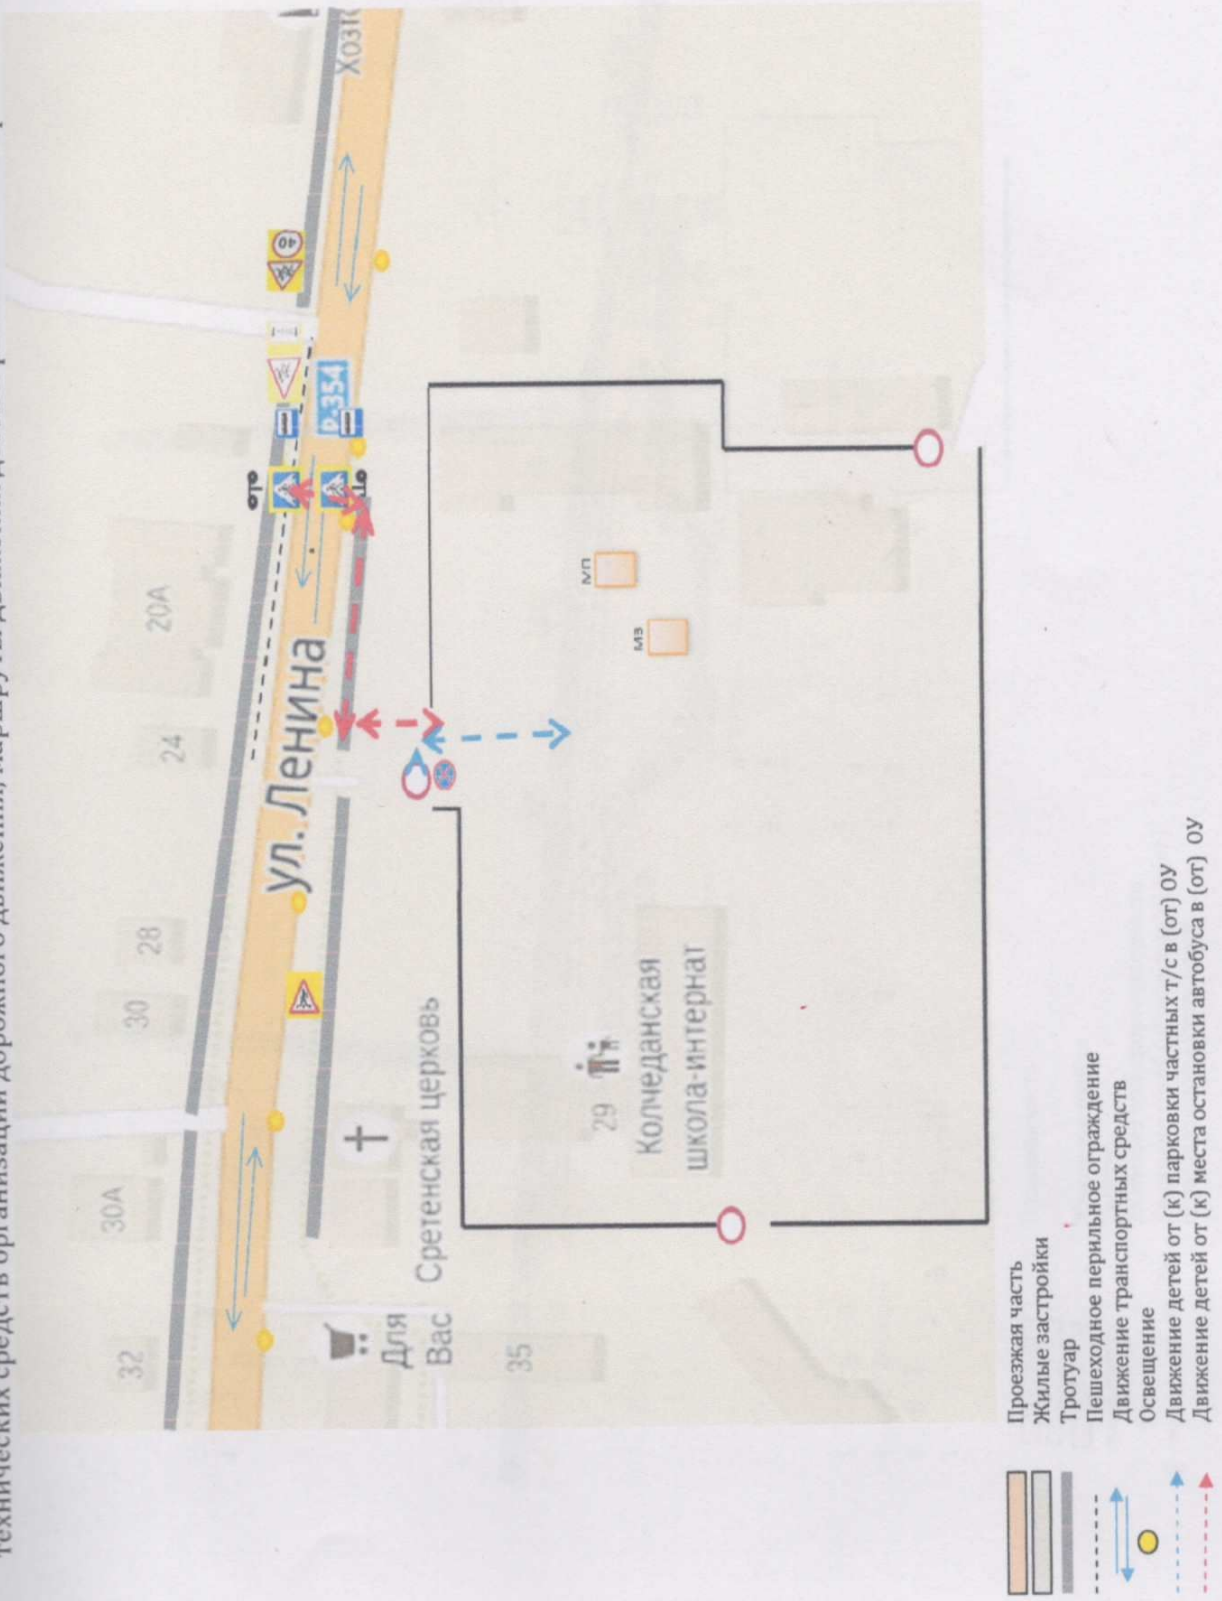 технических средств организации дорожного движения, маршруты движения
32
30А
30
28
24
20А
ул. Ленина
р.354
40
Для
Вас
35
Сретенская церковь
29
Колчеданская
школа-интернат
МЗ
МП
Проезжая часть
Жилые застройки
Тротуар
Пешеходное перильное ограждение
Движение транспортных средств
Освещение
Движение детей от (к) парковки частных т/с в (от) ОУ
Движение детей от (к) места остановки автобуса в (от) ОУ